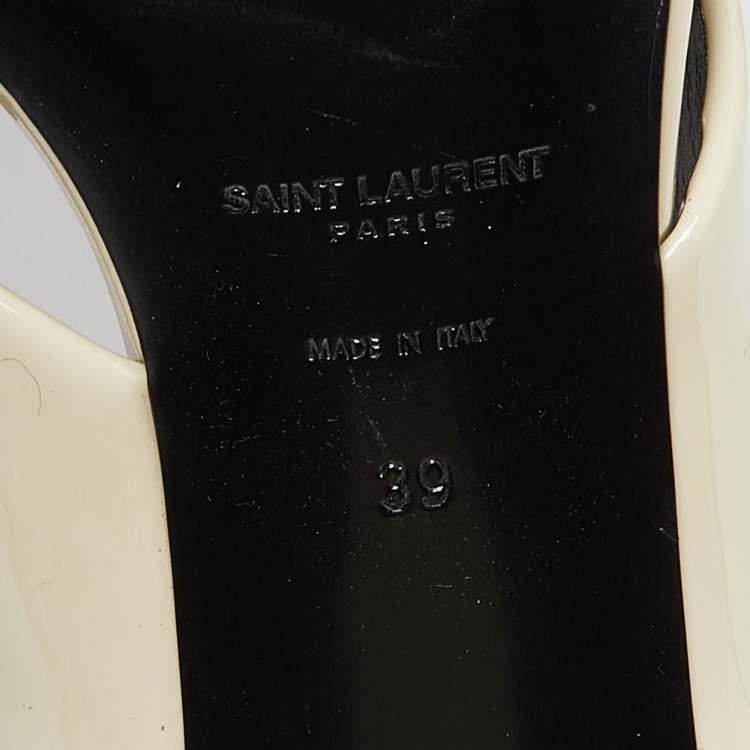 SAINT LAURENT
PARIS
MADE IN ITALY
39